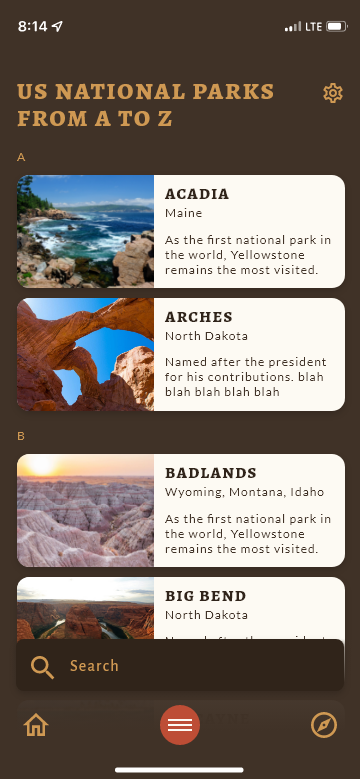 8:14
LTE
US NATIONAL PARKS
FROM A TO Z
A
ACADIA
Maine
As the first national park in
the world, Yellowstone
remains the most visited.
ARCHES
North Dakota
Named after the president
for his contributions. blah
blah blah blah blah
B
BADLANDS
Wyoming, Montana, Idaho
As the first national park in
the world, Yellowstone
remains the most visited.
BIG BEND
North Dakota
Search